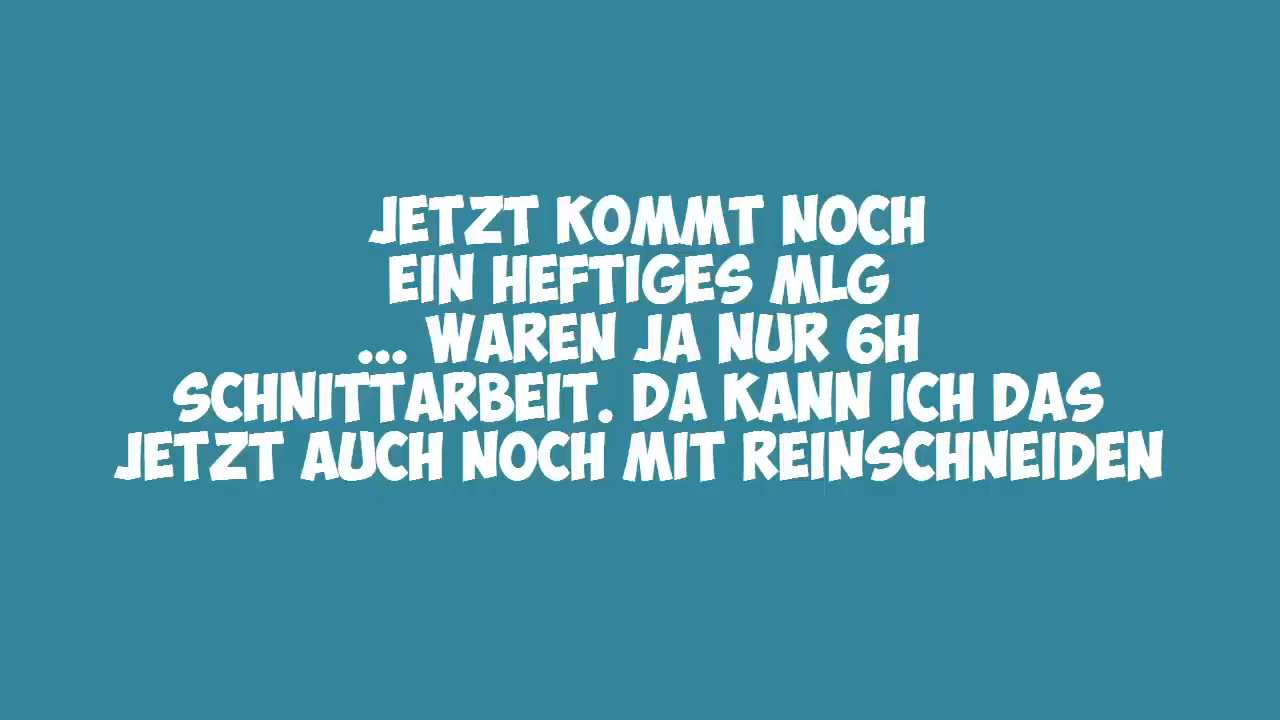 JETZT KOMMT NOCH
EIN HEFTIGES MLG
... WAREN JA NUR 6H
SCHNITTARBEIT. DA KANN ICH DAS
JETZT AUCH NOCH MIT REINSCHNEIDEN